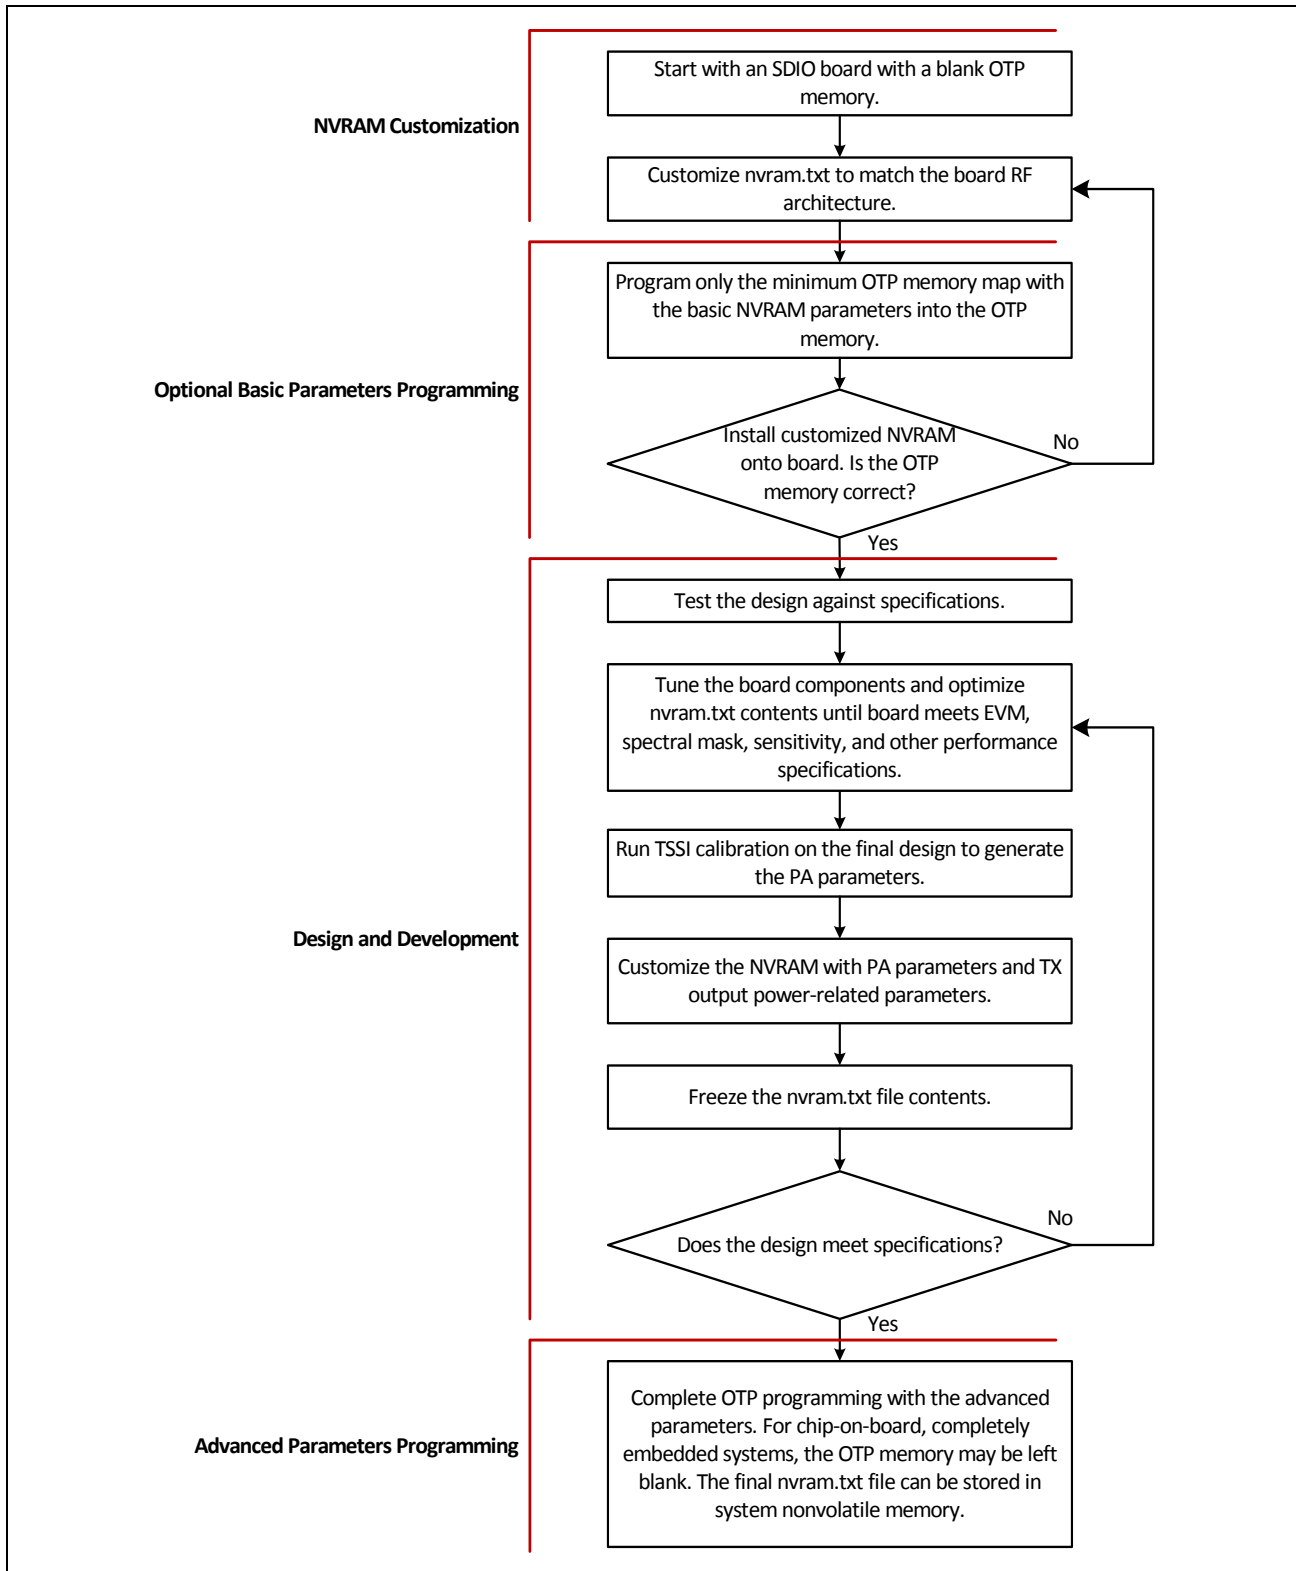 Start with an SDIO board with a blank OTP
memory.
NVRAM Customization
Customize nvram.txt to match the board RF
architecture.
Program only the minimum OTP memory map with
the basic NVRAM parameters into the OTP
memory.
Optional Basic Parameters Programming
Install customized NVRAM
onto board. Is the OTP
memory correct?
No
Yes
Test the design against specifications.
Tune the board components and optimize
nvram.txt contents until board meets EVM,
spectral mask, sensitivity, and other performance
specifications.
Run TSSI calibration on the final design to generate
the PA parameters.
Design and Development
Customize the NVRAM with PA parameters and TX
output power-related parameters.
Freeze the nvram.txt file contents.
No
Does the design meet specifications?
Yes
Complete OTP programming with the advanced
parameters. For chip-on-board, completely
embedded systems, the OTP memory may be left
blank. The final nvram.txt file can be stored in
system nonvolatile memory.
Advanced Parameters Programming